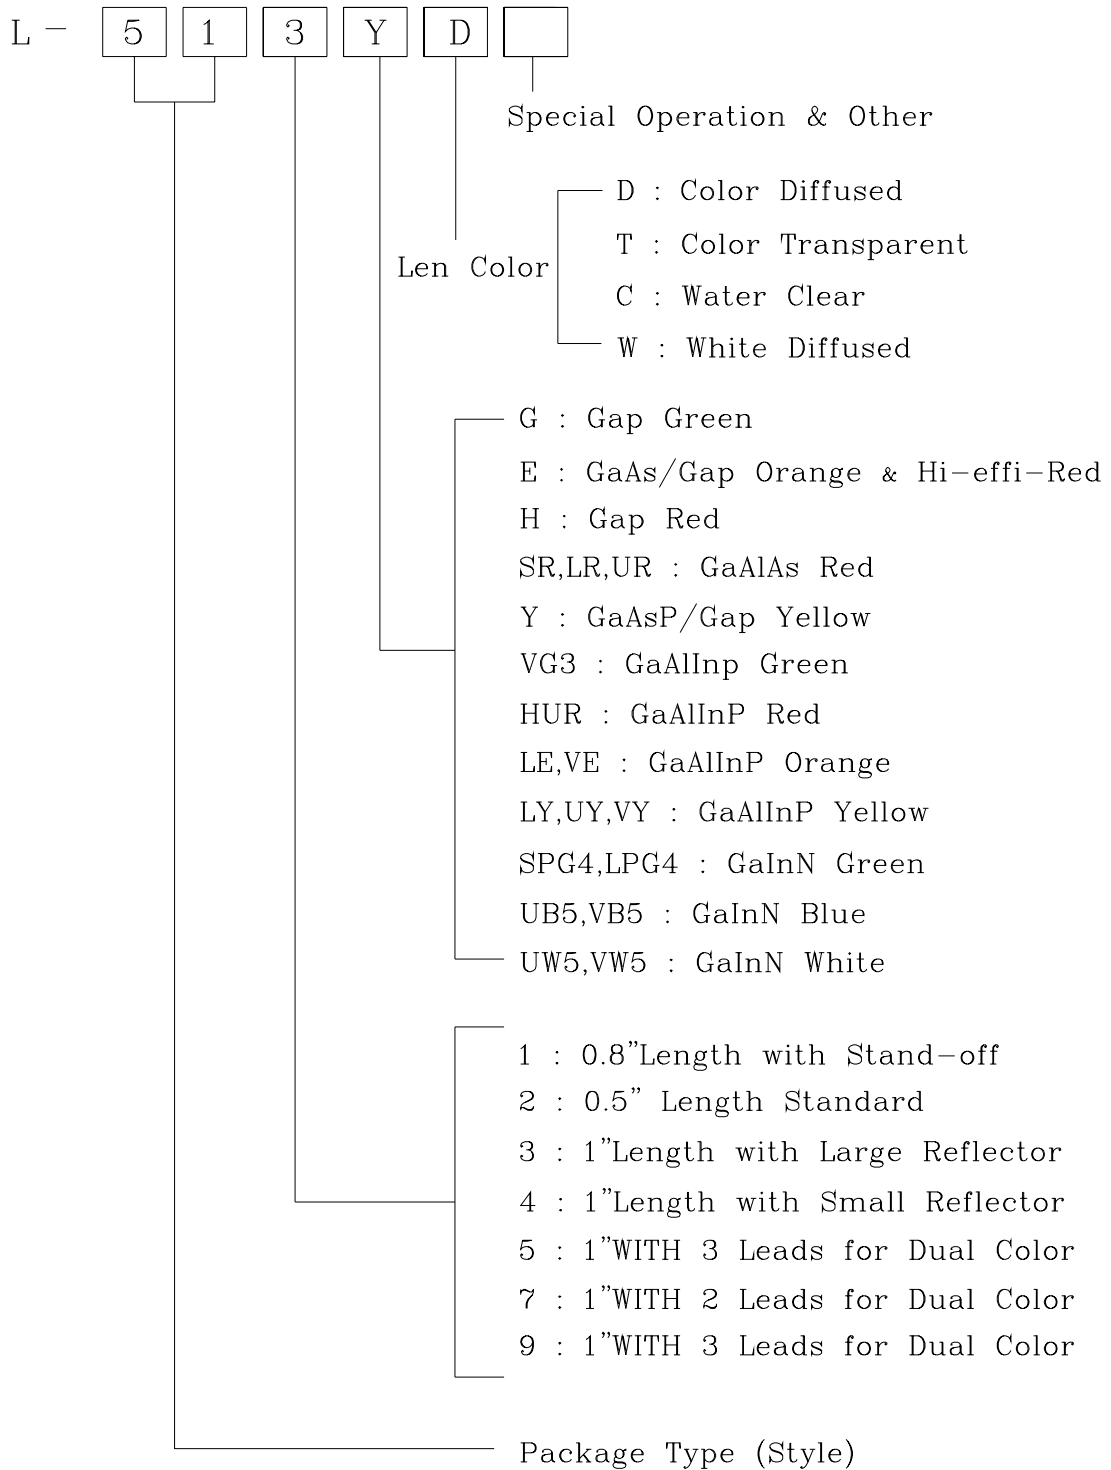 L- 5 1 3 Y D
Special Operation & Other
D : Color Diffused
T : Color Transparent
Len Color
C : Water Clear
W : White Diffused
G : Gap Green
E : GaAs/Gap Orange & Hi-effi-Red
H : Gap Red
SR,LR,UR : GaAlAs Red
Y : GaAsP/Gap Yellow
VG3 : GaAlInp Green
HUR : GaAlInP Red
LE,VE : GaAlInP Orange
LY,UY,VY : GaAlInP Yellow
SPG4,LPG4 : GaInN Green
UB5,VB5 : GaInN Blue
UW5,VW5 : GaInN White
1 : 0.8”Length with Stand-off
2 : 0.5” Length Standard
3 : 1”Length with Large Reflector
4 : 1”Length with Small Reflector
5 : 1”WITH 3 Leads for Dual Color
7 : 1”WITH 2 Leads for Dual Color
9 : 1”WITH 3 Leads for Dual Color
Package Type (Style)